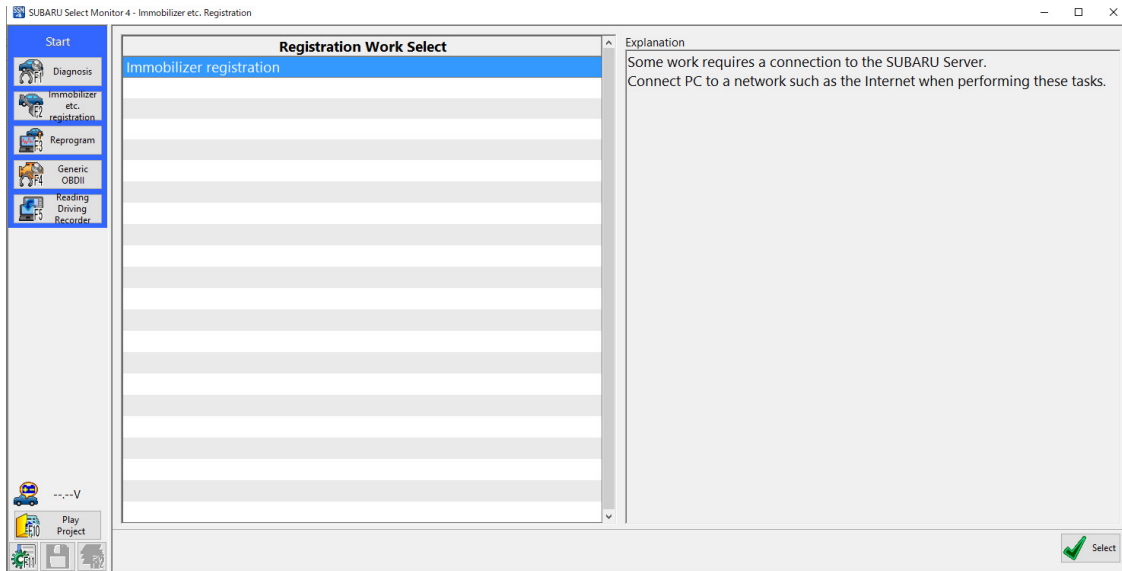 SUBARU Select Monitor 4 - Immobilizer etc. Registration
Start
F1
Diagnosis
F2
Immobilizer
etc.
registration
F3
Reprogram
F4
Generic
OBDII
F5
Reading
Driving
Recorder
--.--V
F10
Play
Project
F11
Registration Work Select
Immobilizer registration
Explanation
Some work requires a connection to the SUBARU Server.
Connect PC to a network such as the Internet when performing these tasks.
Select